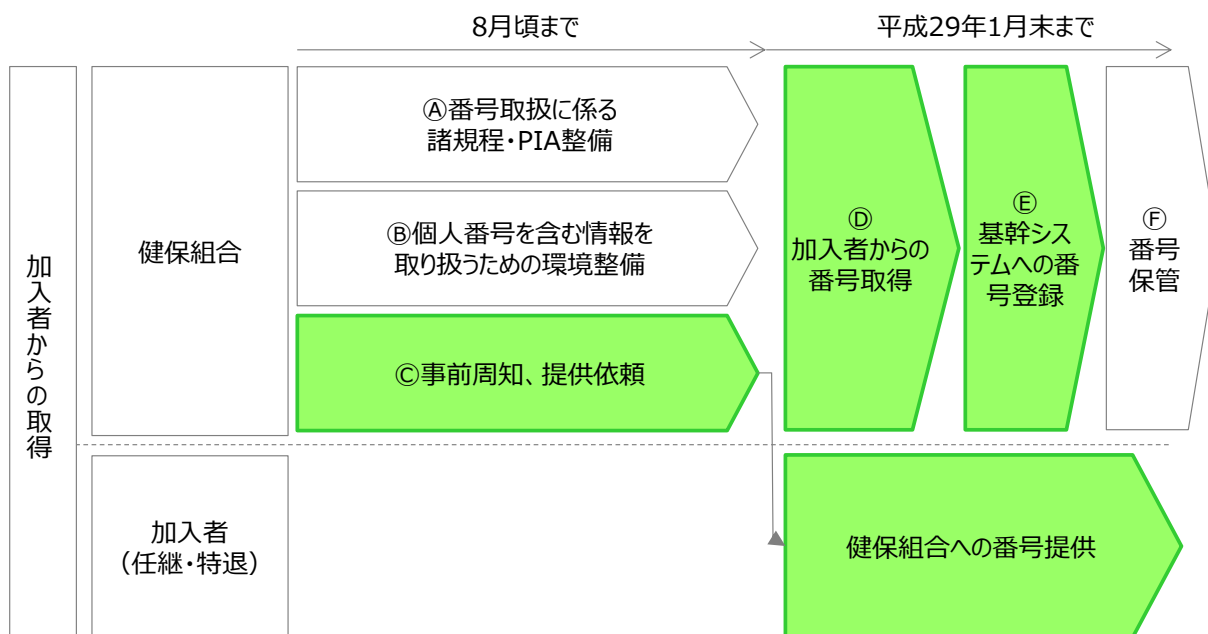 8月頃まで
平成29年1月末まで
加入者からの取得
健保組合
Ⓐ番号取扱に係る
諸規程・PIA整備
Ⓑ個人番号を含む情報を
取り扱うための環境整備
Ⓒ事前周知、提供依頼
Ⓓ
加入者からの
番号取得
Ⓔ
基幹シス
テムへの番
号登録
Ⓕ
番号
保管
加入者
（任継・特退）
健保組合への番号提供